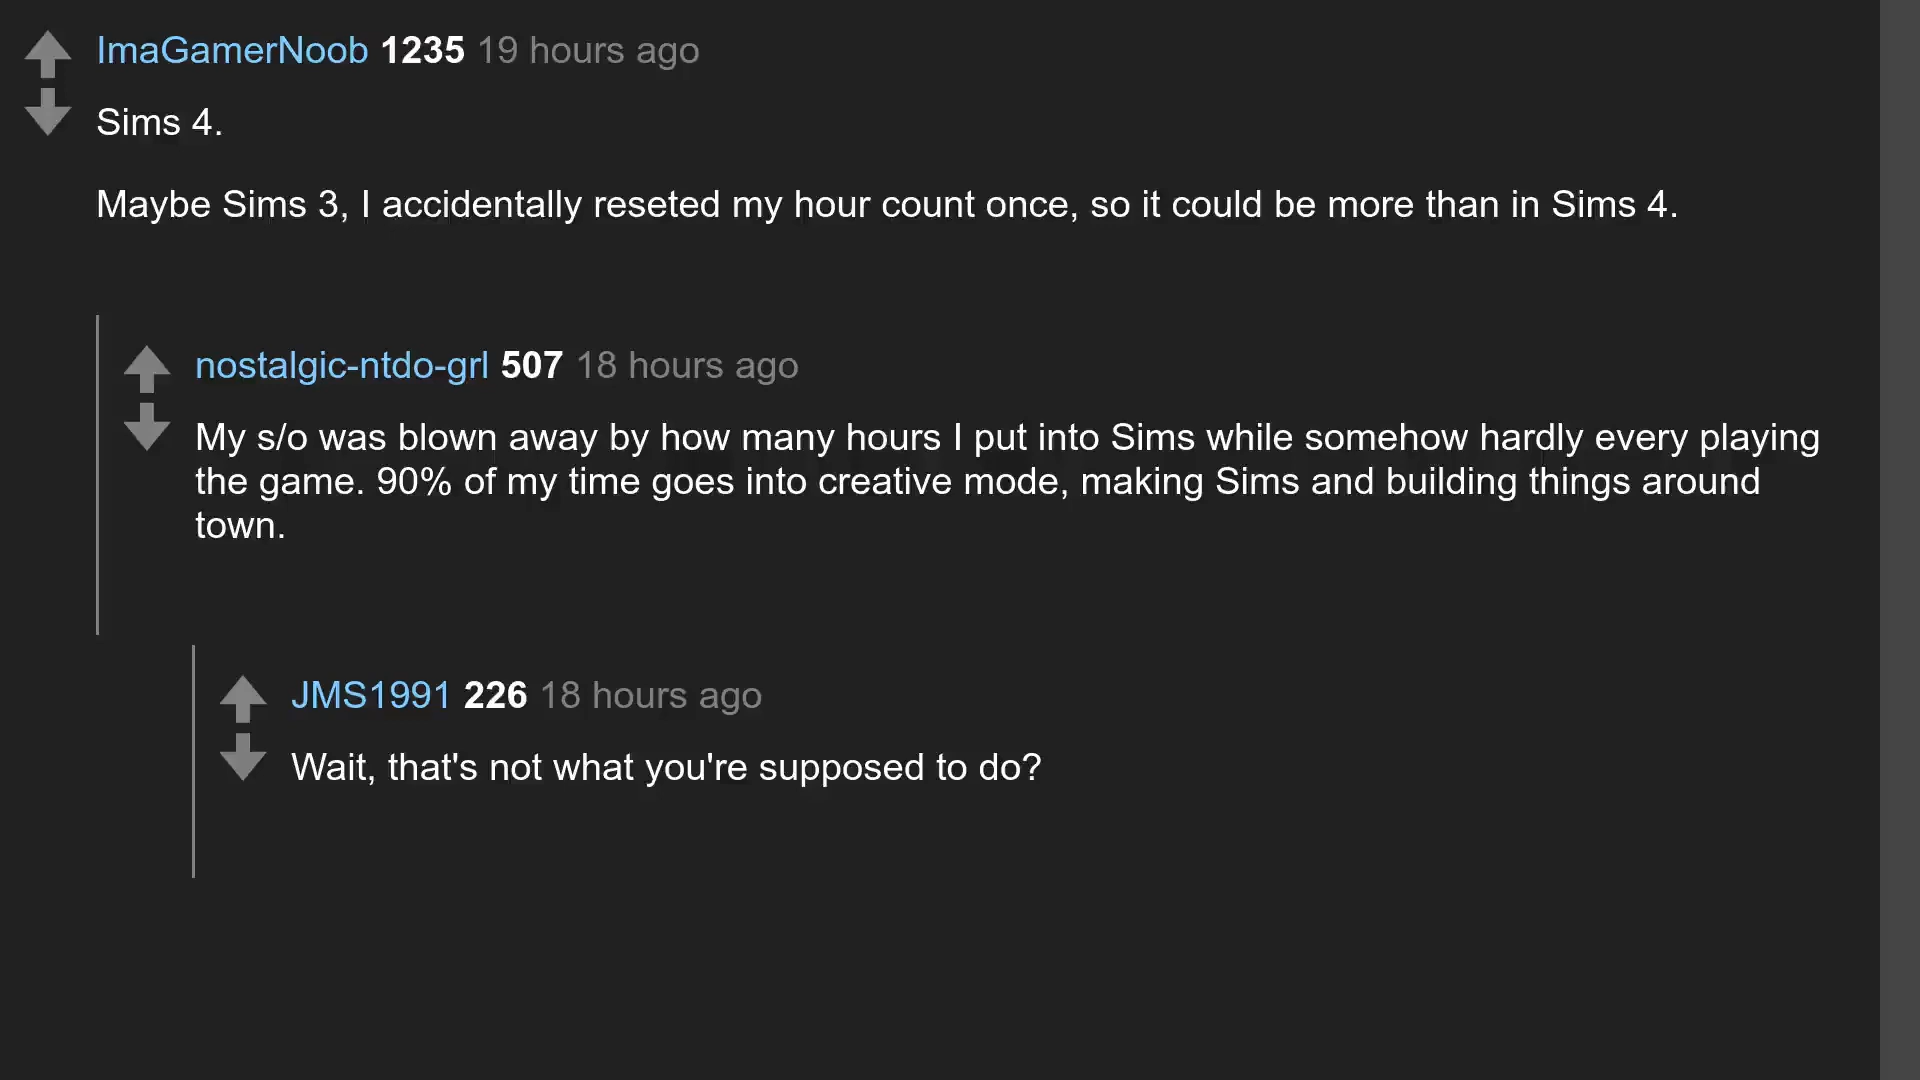 ImaGamerNoob 1235 19 hours ago
Sims 4.
Maybe Sims 3, I accidentally reseted my hour count once, so it could be more than in Sims 4.
nostalgic-ntdo-grl 507 18 hours ago
My s/o was blown away by how many hours I put into Sims while somehow hardly every playing
the game. 90% of my time goes into creative mode, making Sims and building things around
town.
JMS1991 226 18 hours ago
Wait, that's not what you're supposed to do?